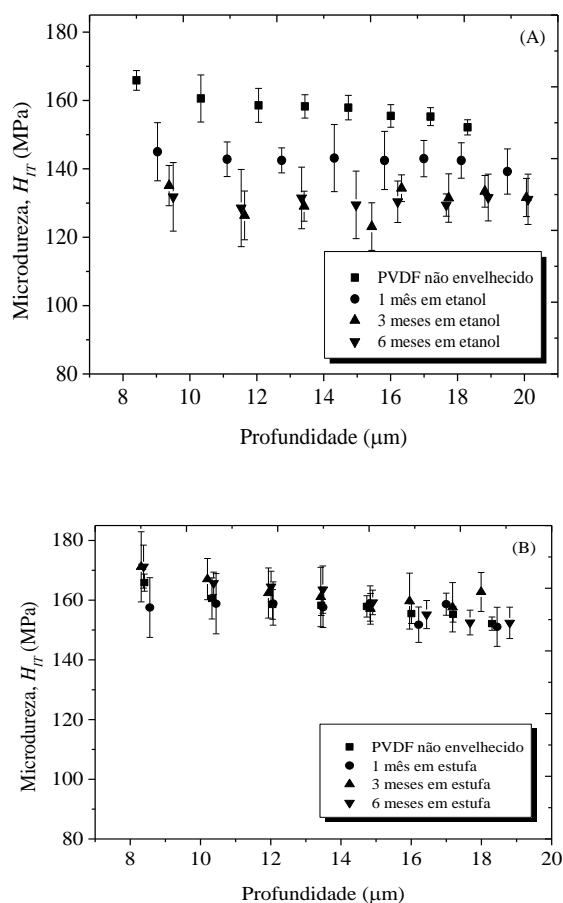 (A)
Microdureza, H_IT (MPa)
180
160
140
120
100
80
PVDF não envelhecido
1 mês em etanol
3 meses em etanol
6 meses em etanol
8 10 12 14 16 18 20
Profundidade (μm)
(B)
Microdureza, H_IT (MPa)
180
160
140
120
100
80
PVDF não envelhecido
1 mês em estufa
3 meses em estufa
6 meses em estufa
8 10 12 14 16 18 20
Profundidade (μm)